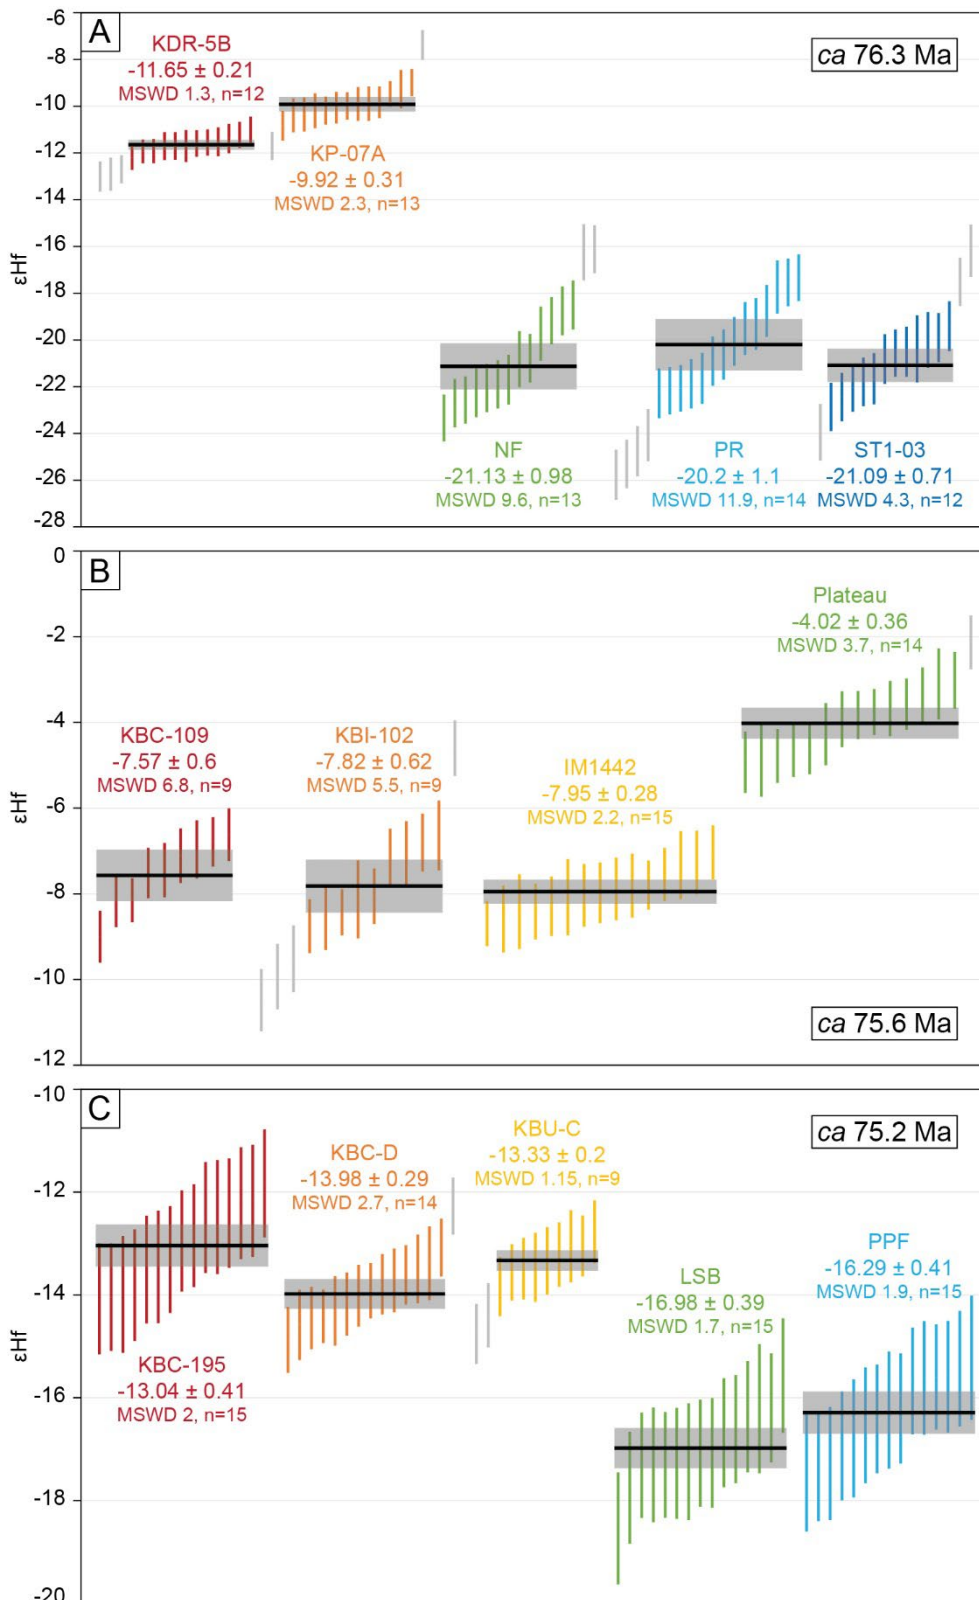 A
ca 76.3 Ma
εHf
-6
-8
-10
-12
-14
-16
-18
-20
-22
-24
-26
-28
KDR-5B
-11.65 ± 0.21
MSWD 1.3, n=12
KP-07A
-9.92 ± 0.31
MSWD 2.3, n=13
NF
-21.13 ± 0.98
MSWD 9.6, n=13
PR
-20.2 ± 1.1
MSWD 11.9, n=14
ST1-03
-21.09 ± 0.71
MSWD 4.3, n=12
B
εHf
0
-2
-4
-6
-8
-10
-12
Plateau
-4.02 ± 0.36
MSWD 3.7, n=14
KBC-109
-7.57 ± 0.6
MSWD 6.8, n=9
KBI-102
-7.82 ± 0.62
MSWD 5.5, n=9
IM1442
-7.95 ± 0.28
MSWD 2.2, n=15
ca 75.6 Ma
C
ca 75.2 Ma
εHf
-10
-12
-14
-16
-18
-20
KBC-D
-13.98 ± 0.29
MSWD 2.7, n=14
KBU-C
-13.33 ± 0.2
MSWD 1.15, n=9
KBC-195
-13.04 ± 0.41
MSWD 2, n=15
LSB
-16.98 ± 0.39
MSWD 1.7, n=15
PPF
-16.29 ± 0.41
MSWD 1.9, n=15